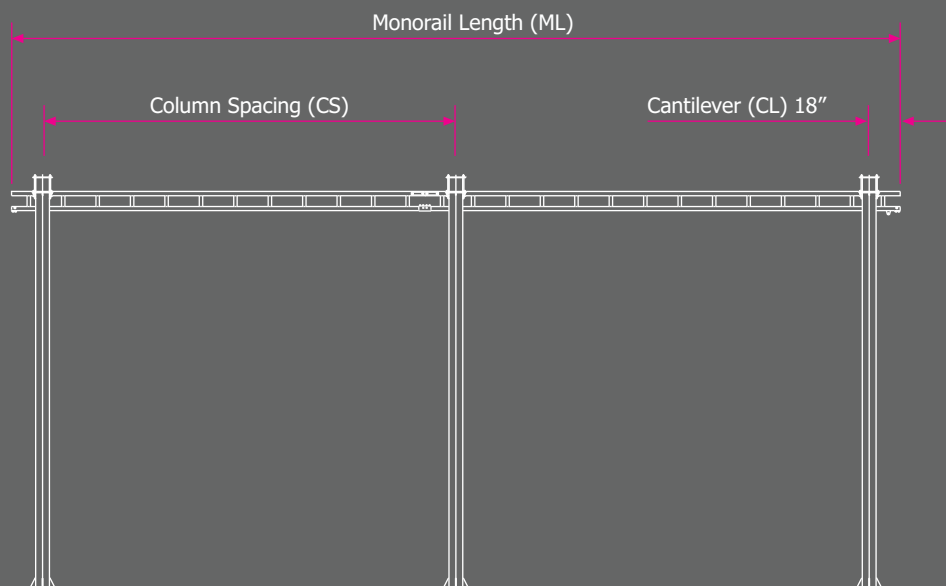 Monorail Length (ML)
Column Spacing (CS)
Cantilever (CL) 18″